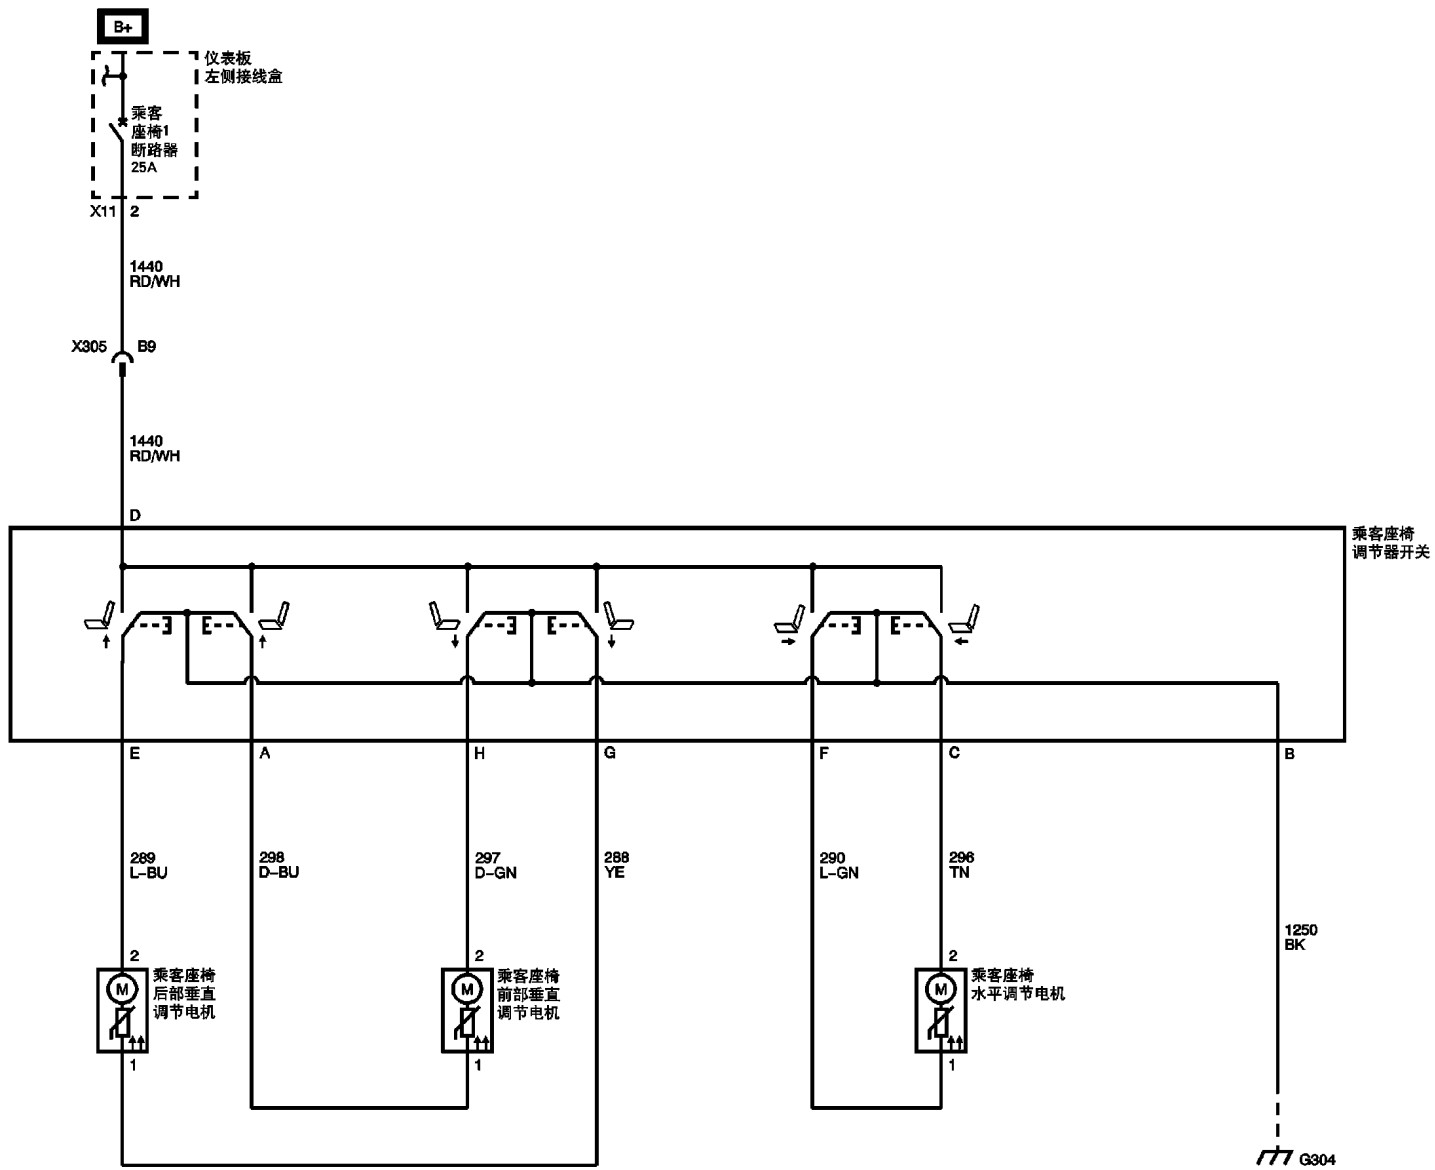 B+
仪表板
左侧接线盒
乘客
座椅1
断路器
25A
X11 2
1440
RD/WH
X305 B9
1440
RD/WH
D
乘客座椅
调节器开关
E A H G F C B
289
L-BU
298
D-BU
297
D-GN
288
YE
290
L-GN
296
TN
1250
BK
2
M
乘客座椅
后部垂直
调节电机
1
2
M
乘客座椅
前部垂直
调节电机
1
2
M
乘客座椅
水平调节电机
1
G304